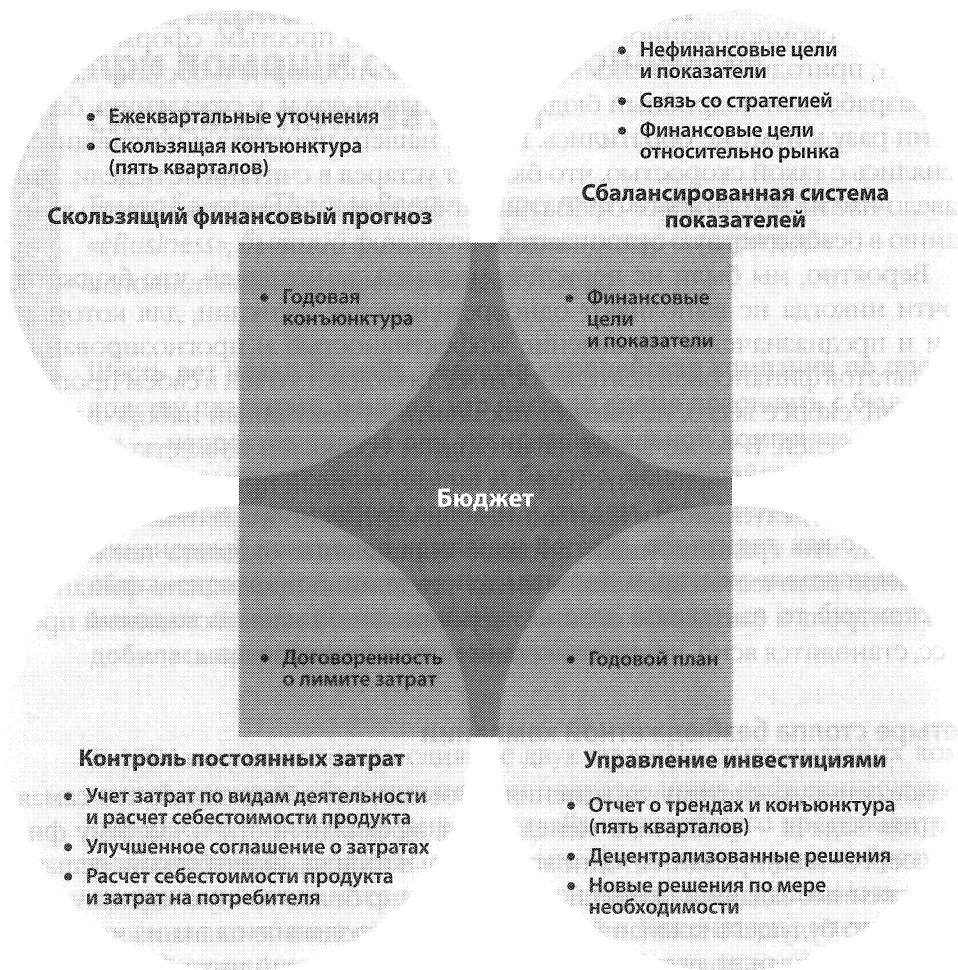 • Ежеквартальные уточнения
• Скользящая конъюнктура
(пять кварталов)
Скользящий финансовый прогноз
• Нефинансовые цели
и показатели
• Связь со стратегией
• Финансовые цели
относительно рынка
Сбалансированная система
показателей
• Годовая
конъюнктура
• Финансовые
цели
и показатели
Бюджет
• Договоренность
о лимите затрат
• Годовой план
Контроль постоянных затрат
• Учет затрат по видам деятельности
и расчет себестоимости продукта
• Улучшенное соглашение о затратах
• Расчет себестоимости продукта
и затрат на потребителя
Управление инвестициями
• Отчет о трендах и конъюнктура
(пять кварталов)
• Децентрализованные решения
• Новые решения по мере
необходимости